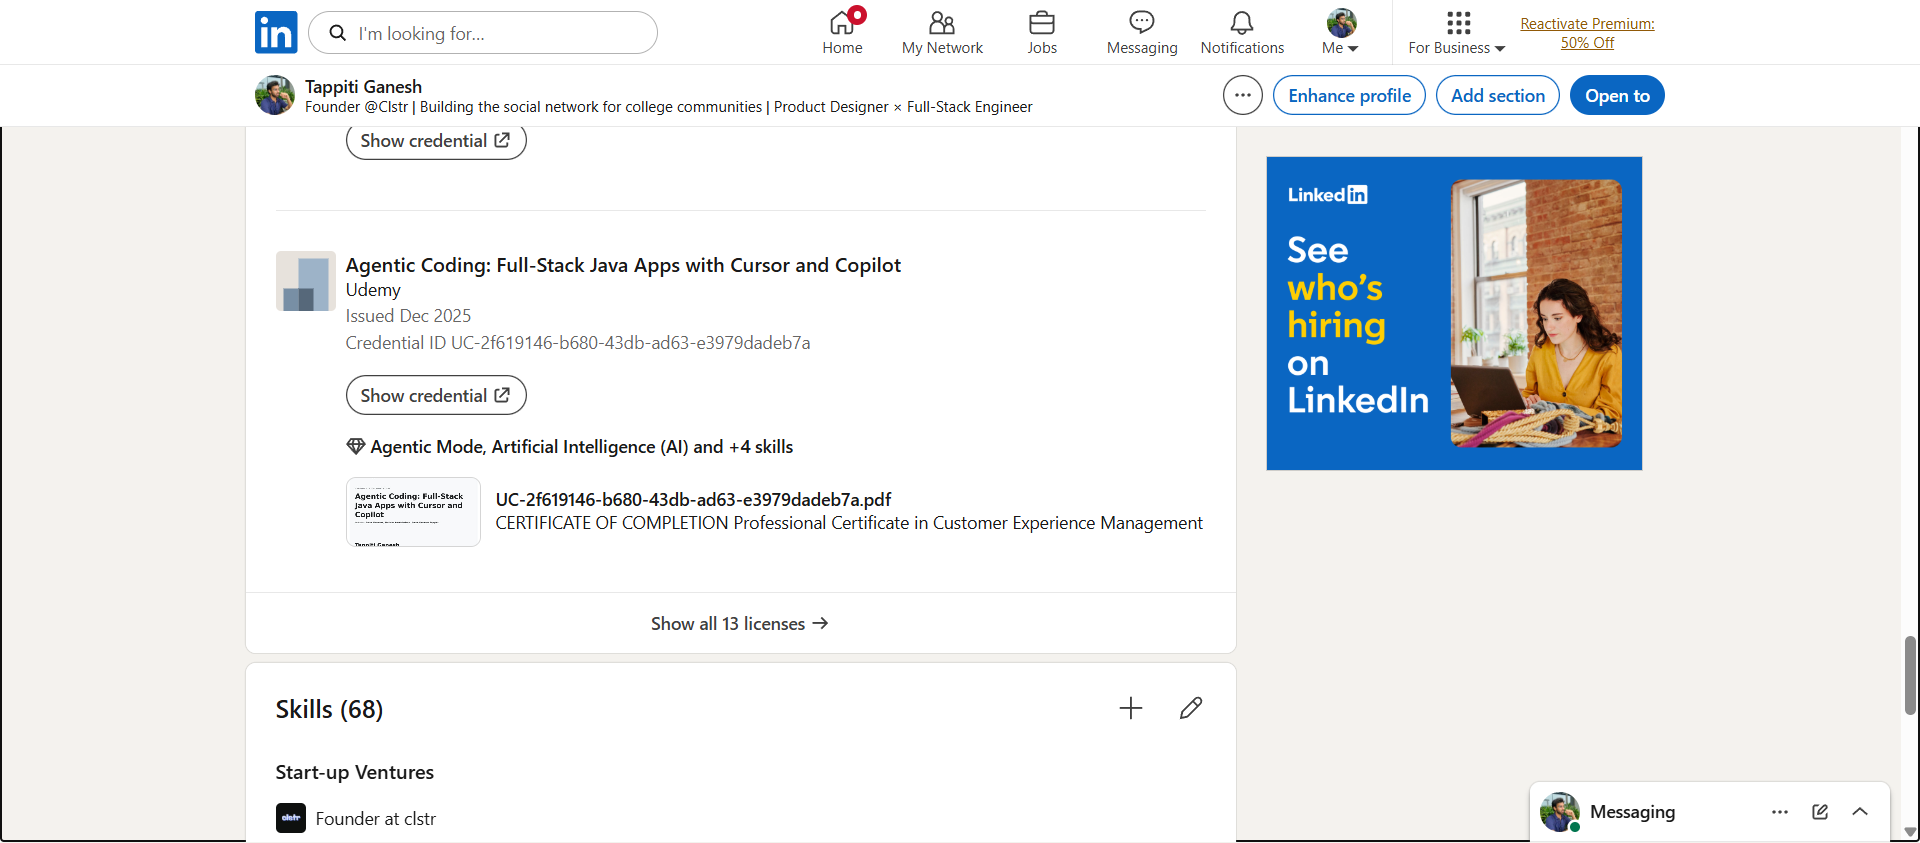 in
I'm looking for...
Home
My Network
Jobs
Messaging
Notifications
Me
For Business
Reactivate Premium:
50% Off
Tappiti Ganesh
Founder @Clstr | Building the social network for college communities | Product Designer × Full-Stack Engineer
Enhance profile
Add section
Open to
Show credential
Agentic Coding: Full-Stack Java Apps with Cursor and Copilot
Udemy
Issued Dec 2025
Credential ID UC-2f619146-b680-43db-ad63-e3979dadeb7a
Show credential
Agentic Mode, Artificial Intelligence (AI) and +4 skills
Agentic Coding: Full-Stack
Java Apps with Cursor and
Copilot
Tappiti Ganesh
UC-2f619146-b680-43db-ad63-e3979dadeb7a.pdf
CERTIFICATE OF COMPLETION Professional Certificate in Customer Experience Management
Show all 13 licenses
Skills (68)
Start-up Ventures
clstr
Founder at clstr
LinkedIn
See
who's
hiring
on
LinkedIn
Messaging